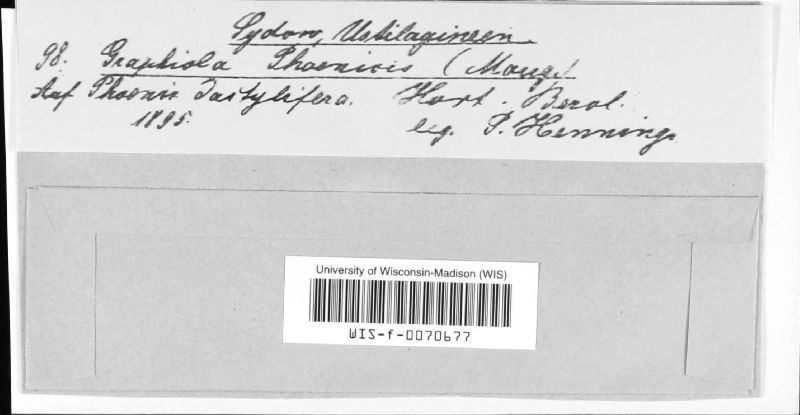 Sydow, Ustilagineen.
98. Graphiola Phoenicis (Moug.)
Auf Phoenix dactylifera. Hort. Berol.
1895. leg. P. Hennings
University of Wisconsin-Madison (WIS)
WIS-f-0070677